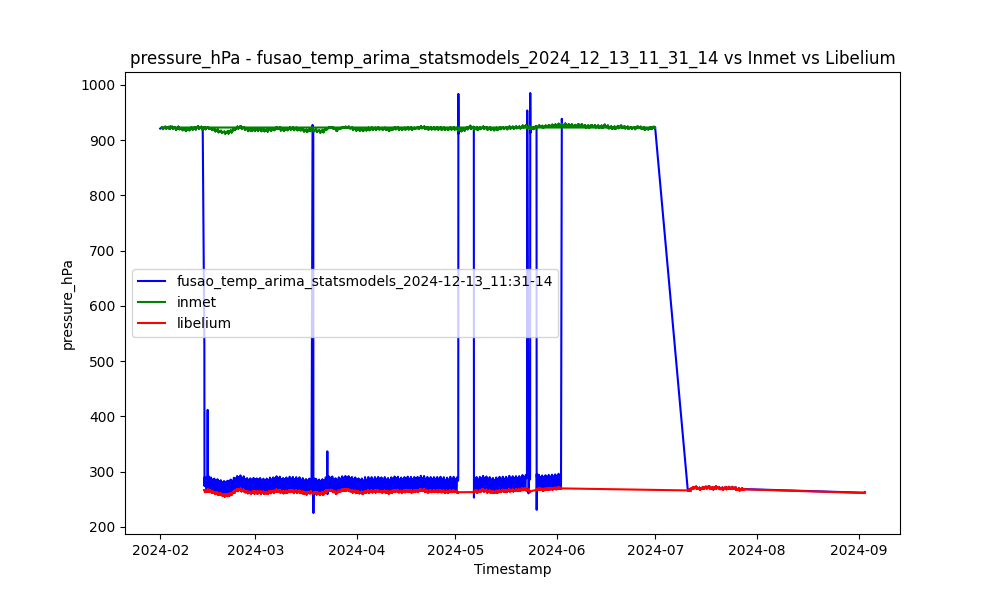 pressure_hPa - fusao_temp_arima_statsmodels_2024_12_13_11_31_14 vs Inmet vs Libelium
pressure_hPa
1000
900
800
700
600
500
400
300
200
fusao_temp_arima_statsmodels_2024-12-13_11:31-14
inmet
libelium
2024-02 2024-03 2024-04 2024-05 2024-06 2024-07 2024-08 2024-09
Timestamp